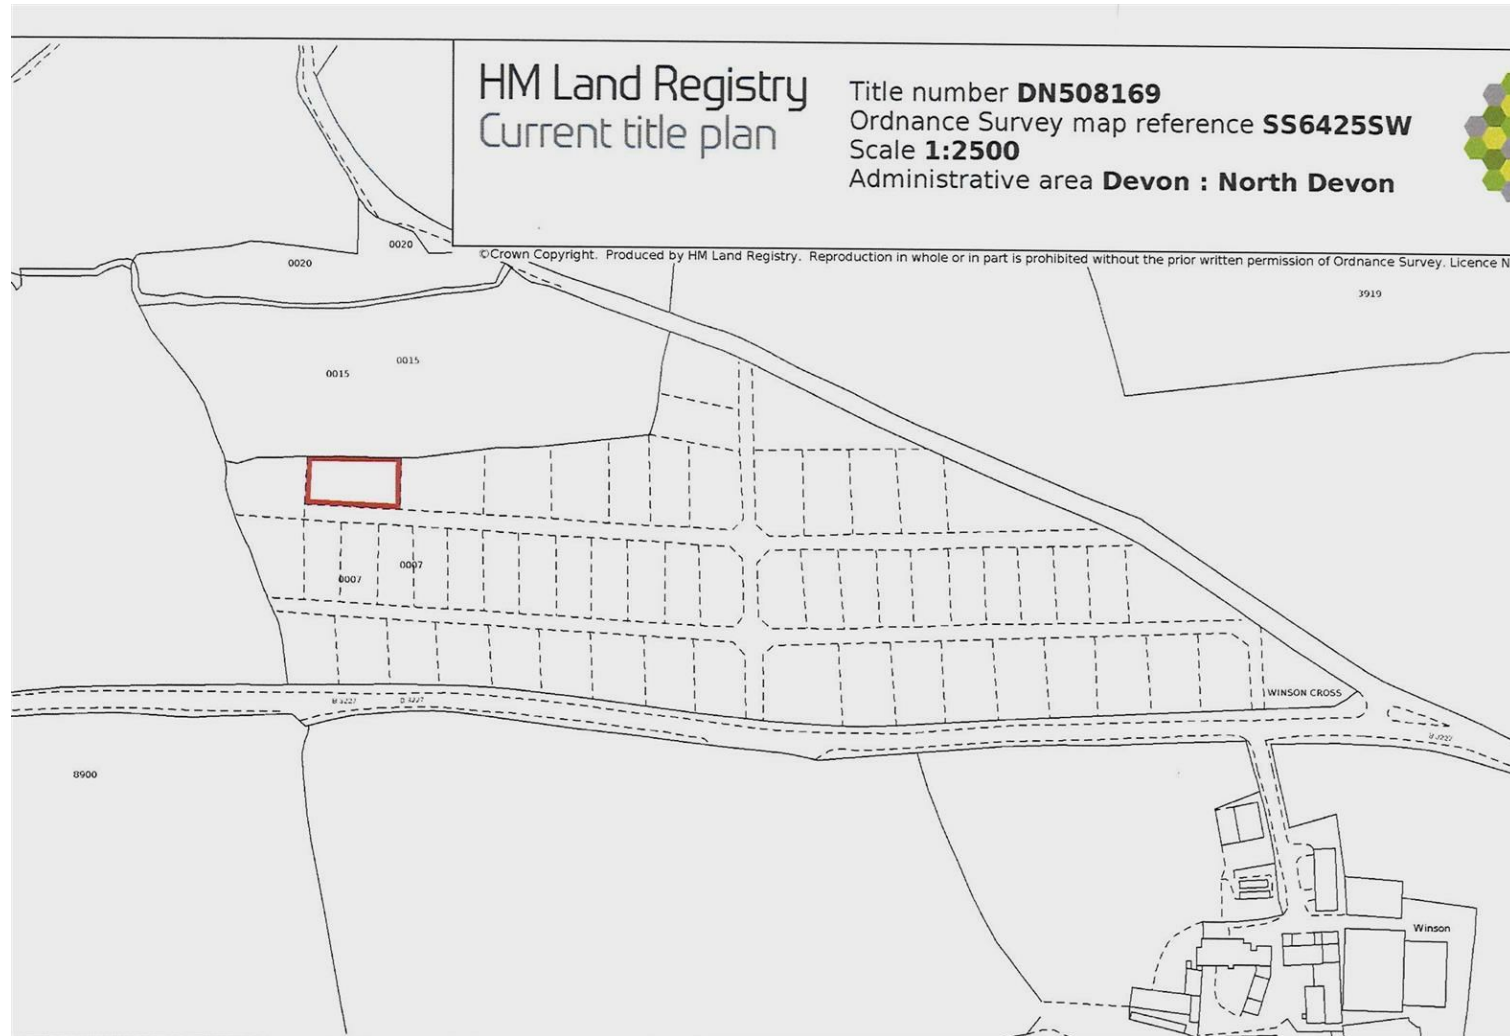 HM Land Registry
Current title plan
Title number DN508169
Ordnance Survey map reference SS6425SW
Scale 1:2500
Administrative area Devon : North Devon
©Crown Copyright. Produced by HM Land Registry. Reproduction in whole or in part is prohibited without the prior written permission of Ordnance Survey. Licence N
0020
0020
3919
0015
0015
0007
0007
WINSON CROSS
B 3227
B 3227
B 3227
8900
Winson